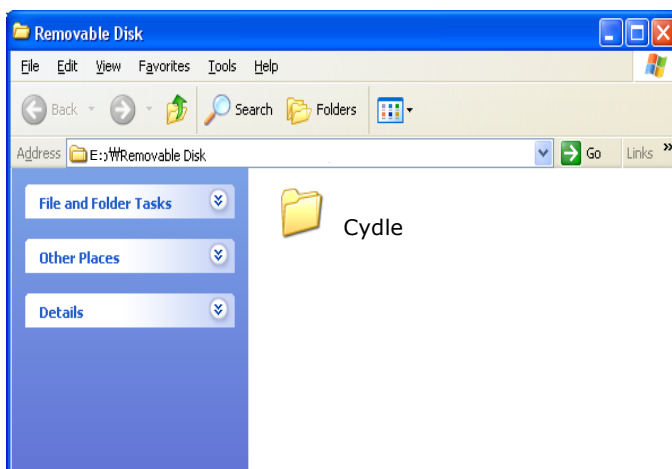 Removable Disk
File Edit View Favorites Tools Help
Back Search Folders
Address E:כ₩Removable Disk Go Links »
File and Folder Tasks
Cydle
Other Places
Details